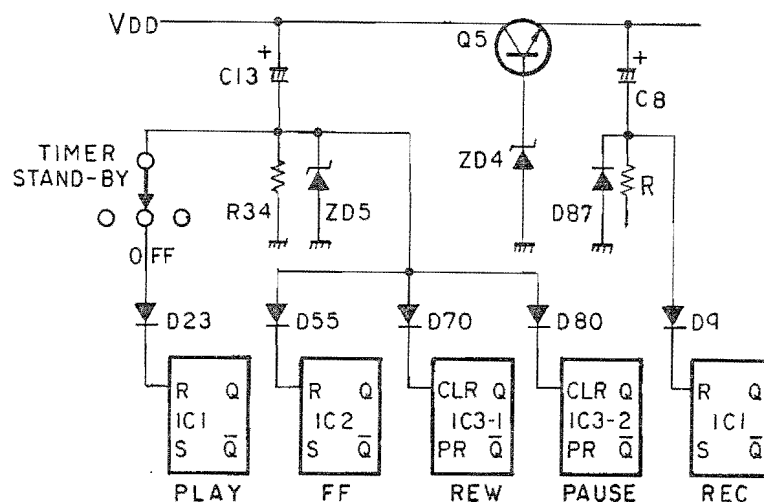 VDD
Q5
C13
C8
TIMER
STAND-BY
R34
ZD5
ZD4
D87
R
OFF
D23
D55
D70
D80
D9
R Q
IC1
S Q̅
R Q
IC2
S Q̅
CLR Q
IC3-1
PR Q̅
CLR Q
IC3-2
PR Q̅
R Q
IC1
S Q̅
PLAY
FF
REW
PAUSE
REC